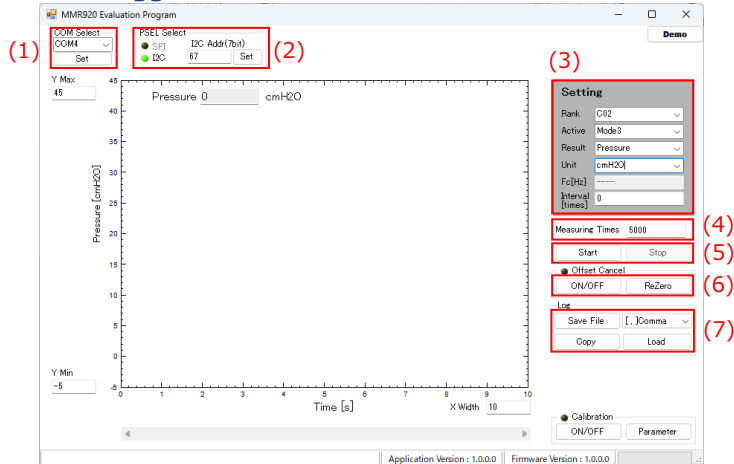 MMR920 Evaluation Program
Demo
COM Select
COM4
Set
(1)
PSEL Select
SPI
I2C
I2C Addr(7bit)
67
Set
(2)
(3)
Y Max
45
Pressure 0 cmH2O
45
40
35
30
25
20
15
10
5
0
-5
Pressure [cmH2O]
Y Min
-5
0 1 2 3 4 5 6 7 8 9 10
Time [s]
X Width 10
Setting
Rank C02
Active Mode3
Result Pressure
Unit cmH2O
Fc[Hz] ----
Interval [times] 0
Measuring Times 5000
(4)
Start Stop
(5)
Offset Cancel
ON/OFF ReZero
(6)
Log
Save File [,]Comma
Copy Load
(7)
Calibration
ON/OFF Parameter
Application Version : 1.0.0.0 Firmware Version : 1.0.0.0